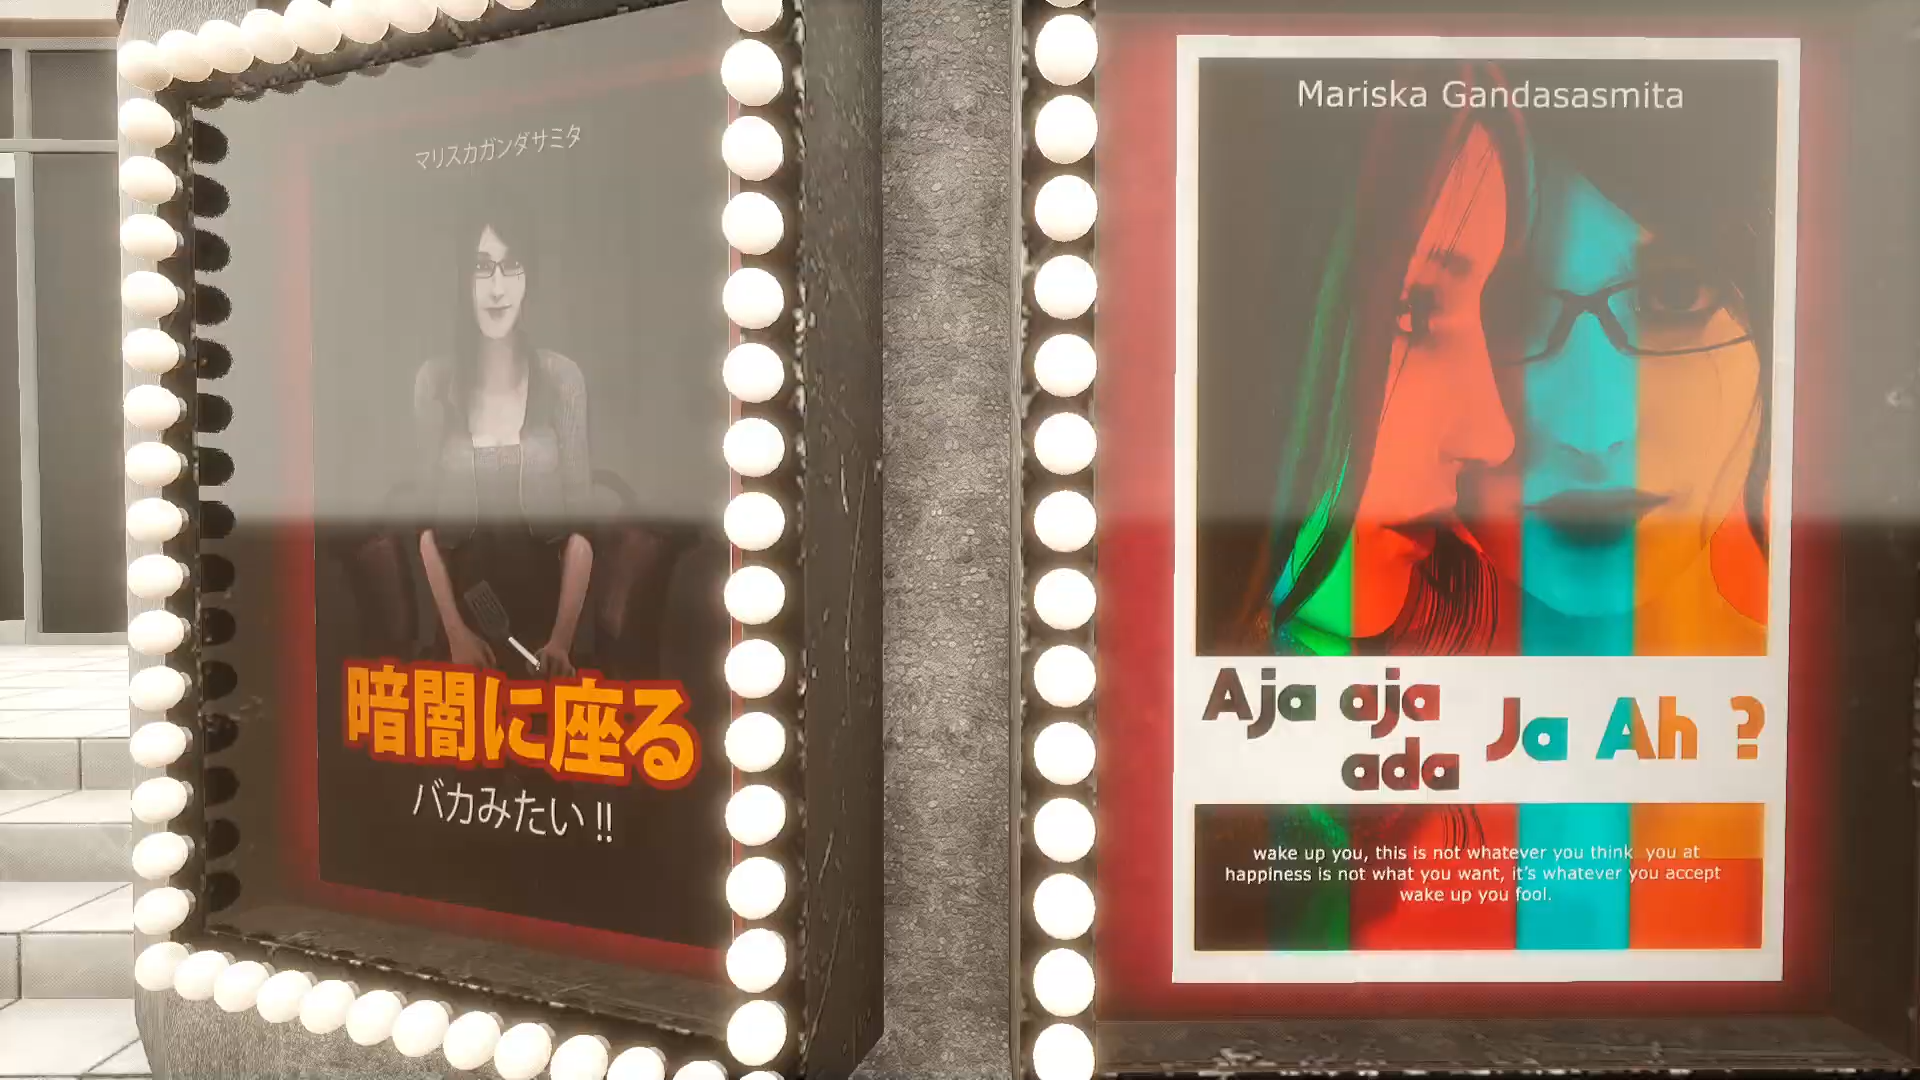 マリスカガンダサミタ
暗闇に座る
バカみたい!!
Mariska Gandasasmita
Aja aja
ada
Ja Ah ?
wake up you, this is not whatever you think you at
happiness is not what you want, it's whatever you accept
wake up you fool.